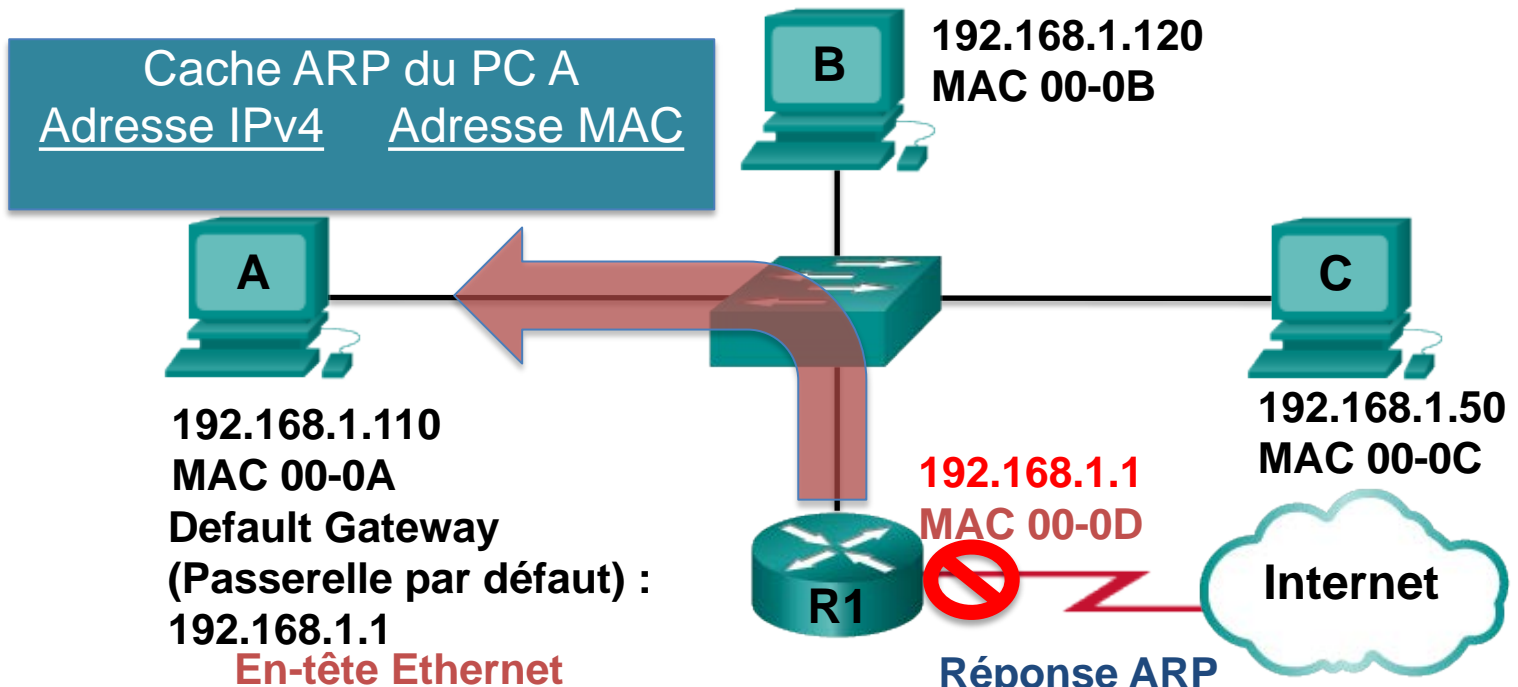 Cache ARP du PC A
Adresse IPv4 Adresse MAC
B
192.168.1.120
MAC 00-0B
A
C
192.168.1.110
MAC 00-0A
Default Gateway
(Passerelle par défaut) :
192.168.1.1
192.168.1.50
MAC 00-0C
192.168.1.1
MAC 00-0D
R1
Internet
En-tête Ethernet
Réponse ARP